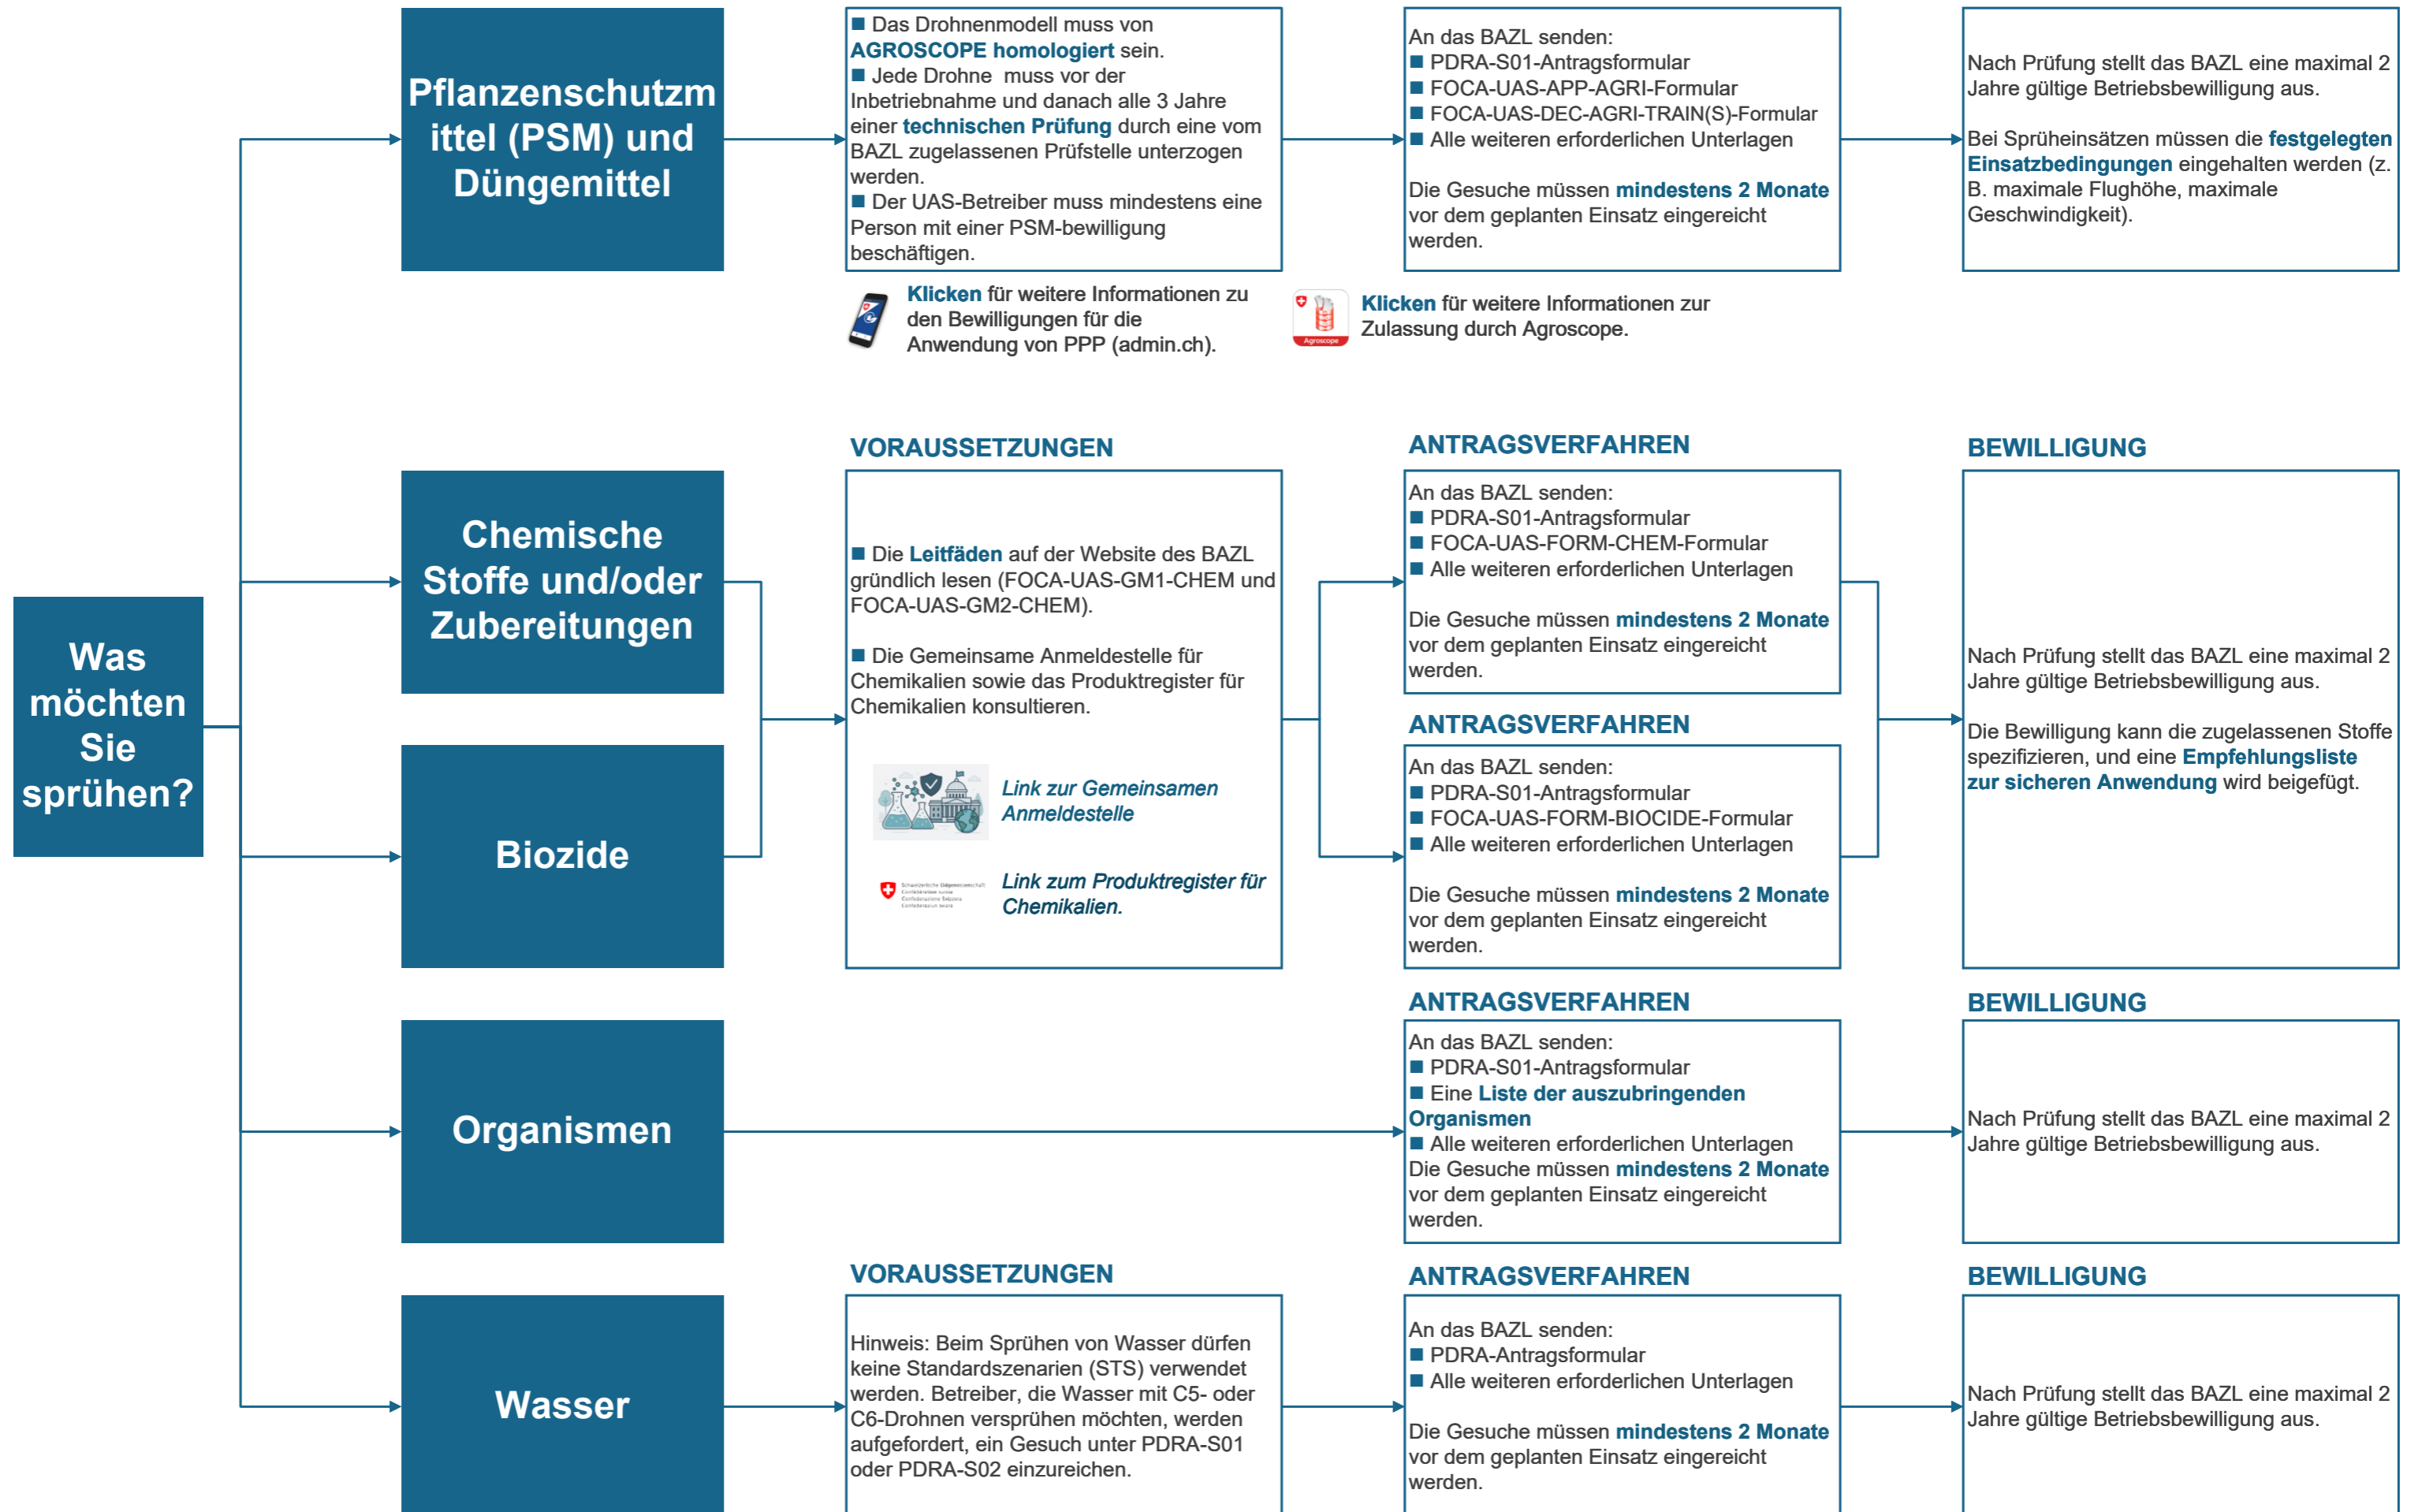 Was
möchten
Sie
sprühen?
Pflanzenschutzm
ittel (PSM) und
Düngemittel
■ Das Drohnenmodell muss von
AGROSCOPE homologiert sein.
■ Jede Drohne muss vor der
Inbetriebnahme und danach alle 3 Jahre
einer technischen Prüfung durch eine vom
BAZL zugelassenen Prüfstelle unterzogen
werden.
■ Der UAS-Betreiber muss mindestens eine
Person mit einer PSM-bewilligung
beschäftigen.
An das BAZL senden:
■ PDRA-S01-Antragsformular
■ FOCA-UAS-APP-AGRI-Formular
■ FOCA-UAS-DEC-AGRI-TRAIN(S)-Formular
■ Alle weiteren erforderlichen Unterlagen
Die Gesuche müssen mindestens 2 Monate
vor dem geplanten Einsatz eingereicht
werden.
Nach Prüfung stellt das BAZL eine maximal 2
Jahre gültige Betriebsbewilligung aus.
Bei Sprüheinsätzen müssen die festgelegten
Einsatzbedingungen eingehalten werden (z.
B. maximale Flughöhe, maximale
Geschwindigkeit).
Klicken für weitere Informationen zu
den Bewilligungen für die
Anwendung von PPP (admin.ch).
Agroscope
Klicken für weitere Informationen zur
Zulassung durch Agroscope.
Chemische
Stoffe und/oder
Zubereitungen
Biozide
VORAUSSETZUNGEN
■ Die Leitfäden auf der Website des BAZL
gründlich lesen (FOCA-UAS-GM1-CHEM und
FOCA-UAS-GM2-CHEM).
■ Die Gemeinsame Anmeldestelle für
Chemikalien sowie das Produktregister für
Chemikalien konsultieren.
Link zur Gemeinsamen
Anmeldestelle
Schweizerische Eidgenossenschaft
Confédération suisse
Confederazione Svizzera
Confederaziun svizra
Link zum Produktregister für
Chemikalien.
ANTRAGSVERFAHREN
An das BAZL senden:
■ PDRA-S01-Antragsformular
■ FOCA-UAS-FORM-CHEM-Formular
■ Alle weiteren erforderlichen Unterlagen
Die Gesuche müssen mindestens 2 Monate
vor dem geplanten Einsatz eingereicht
werden.
ANTRAGSVERFAHREN
An das BAZL senden:
■ PDRA-S01-Antragsformular
■ FOCA-UAS-FORM-BIOCIDE-Formular
■ Alle weiteren erforderlichen Unterlagen
Die Gesuche müssen mindestens 2 Monate
vor dem geplanten Einsatz eingereicht
werden.
BEWILLIGUNG
Nach Prüfung stellt das BAZL eine maximal 2
Jahre gültige Betriebsbewilligung aus.
Die Bewilligung kann die zugelassenen Stoffe
spezifizieren, und eine Empfehlungsliste
zur sicheren Anwendung wird beigefügt.
Organismen
ANTRAGSVERFAHREN
An das BAZL senden:
■ PDRA-S01-Antragsformular
■ Eine Liste der auszubringenden
Organismen
■ Alle weiteren erforderlichen Unterlagen
Die Gesuche müssen mindestens 2 Monate
vor dem geplanten Einsatz eingereicht
werden.
BEWILLIGUNG
Nach Prüfung stellt das BAZL eine maximal 2
Jahre gültige Betriebsbewilligung aus.
Wasser
VORAUSSETZUNGEN
Hinweis: Beim Sprühen von Wasser dürfen
keine Standardszenarien (STS) verwendet
werden. Betreiber, die Wasser mit C5- oder
C6-Drohnen versprühen möchten, werden
aufgefordert, ein Gesuch unter PDRA-S01
oder PDRA-S02 einzureichen.
ANTRAGSVERFAHREN
An das BAZL senden:
■ PDRA-Antragsformular
■ Alle weiteren erforderlichen Unterlagen
Die Gesuche müssen mindestens 2 Monate
vor dem geplanten Einsatz eingereicht
werden.
BEWILLIGUNG
Nach Prüfung stellt das BAZL eine maximal 2
Jahre gültige Betriebsbewilligung aus.